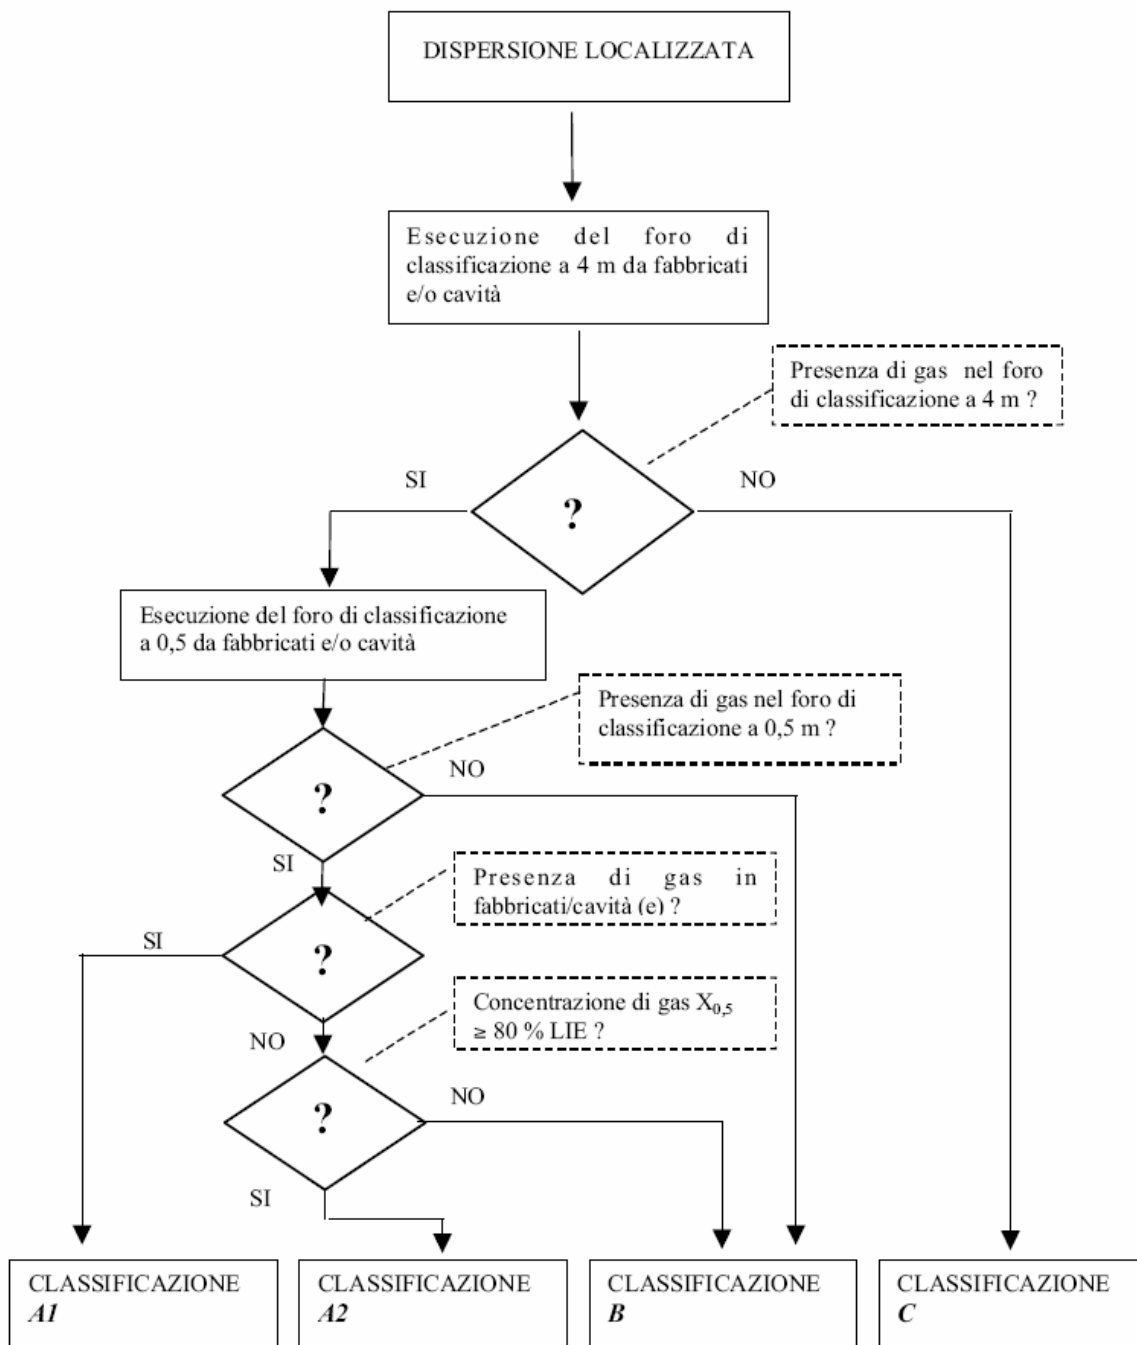 DISPERSIONE LOCALIZZATA
Esecuzione del foro di
classificazione a 4 m da fabbricati
e/o cavità
Presenza di gas nel foro
di classificazione a 4 m ?
SI
NO
?
Esecuzione del foro di classificazione
a 0,5 da fabbricati e/o cavità
Presenza di gas nel foro di
classificazione a 0,5 m ?
NO
?
SI
Presenza di gas in
fabbricati/cavità (e) ?
SI
?
Concentrazione di gas X0,5
≥ 80 % LIE ?
NO
NO
?
SI
CLASSIFICAZIONE
A1
CLASSIFICAZIONE
A2
CLASSIFICAZIONE
B
CLASSIFICAZIONE
C